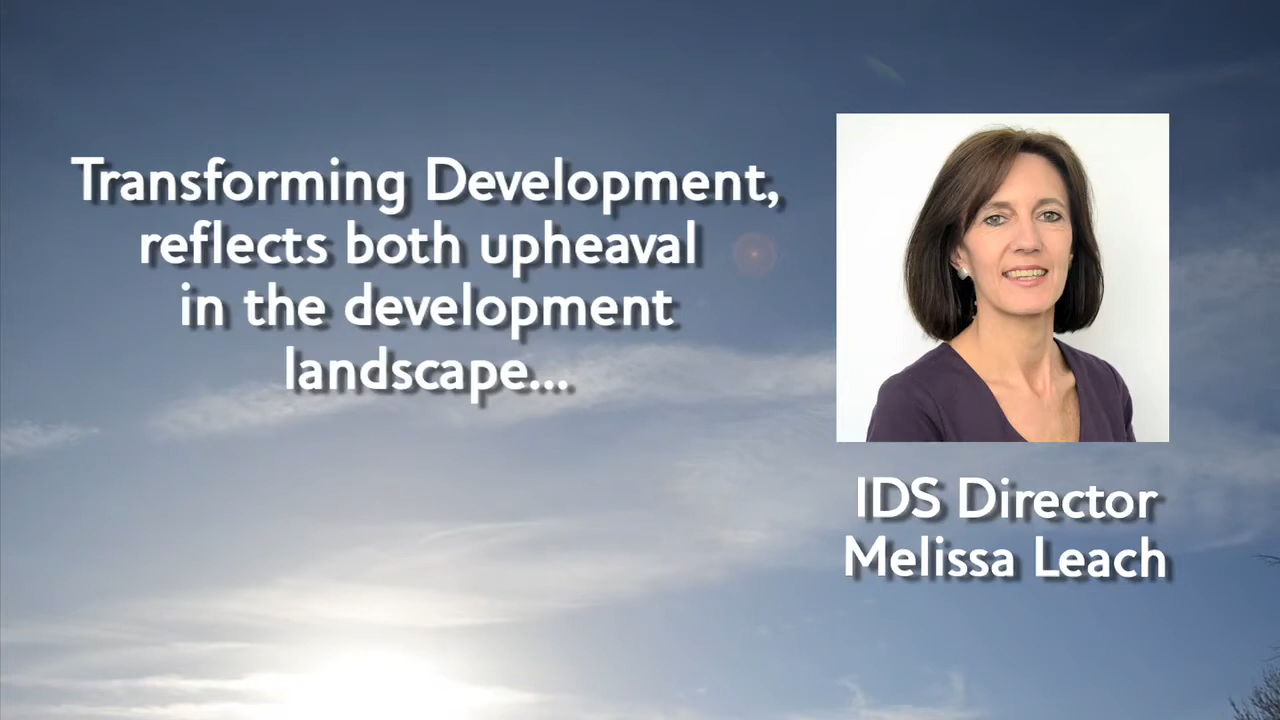 Transforming Development,
reflects both upheaval
in the development
landscape...
IDS Director
Melissa Leach